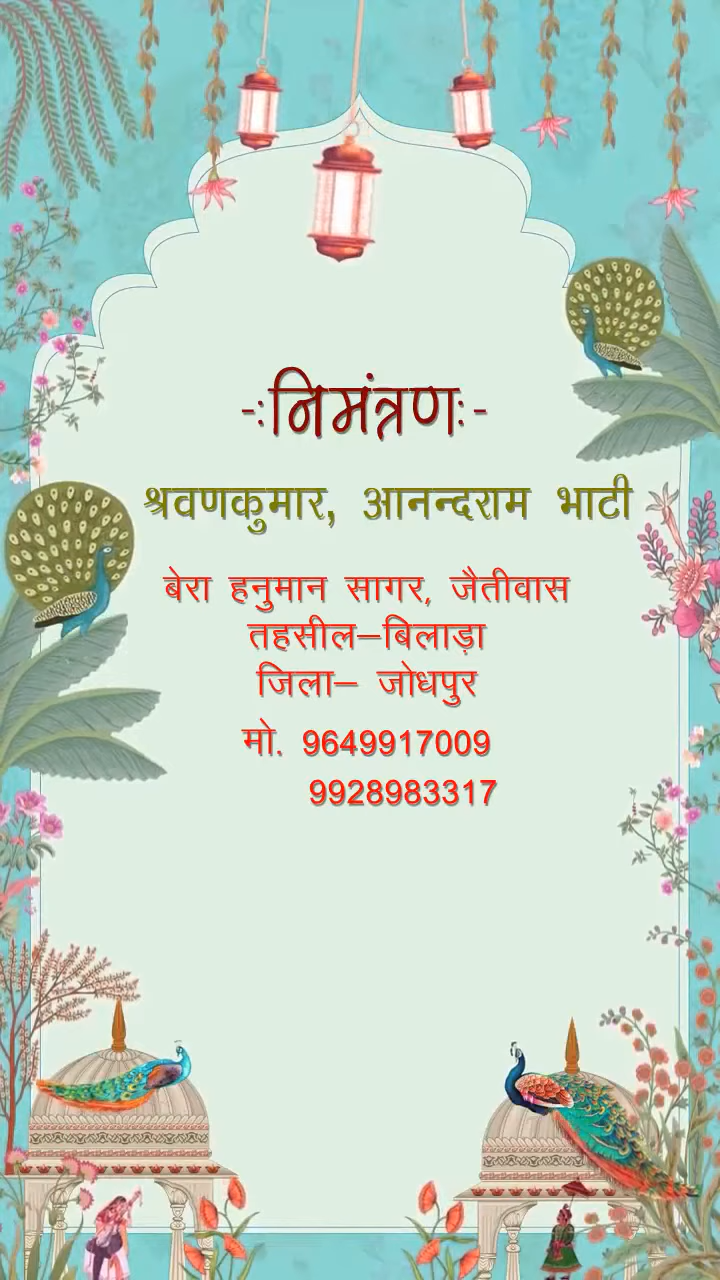 -:निमंत्रण:-
श्रवणकुमार, आनन्दराम भाटी
बेरा हनुमान सागर, जैतीवास
तहसील–बिलाड़ा
जिला– जोधपुर
मो. 9649917009
9928983317